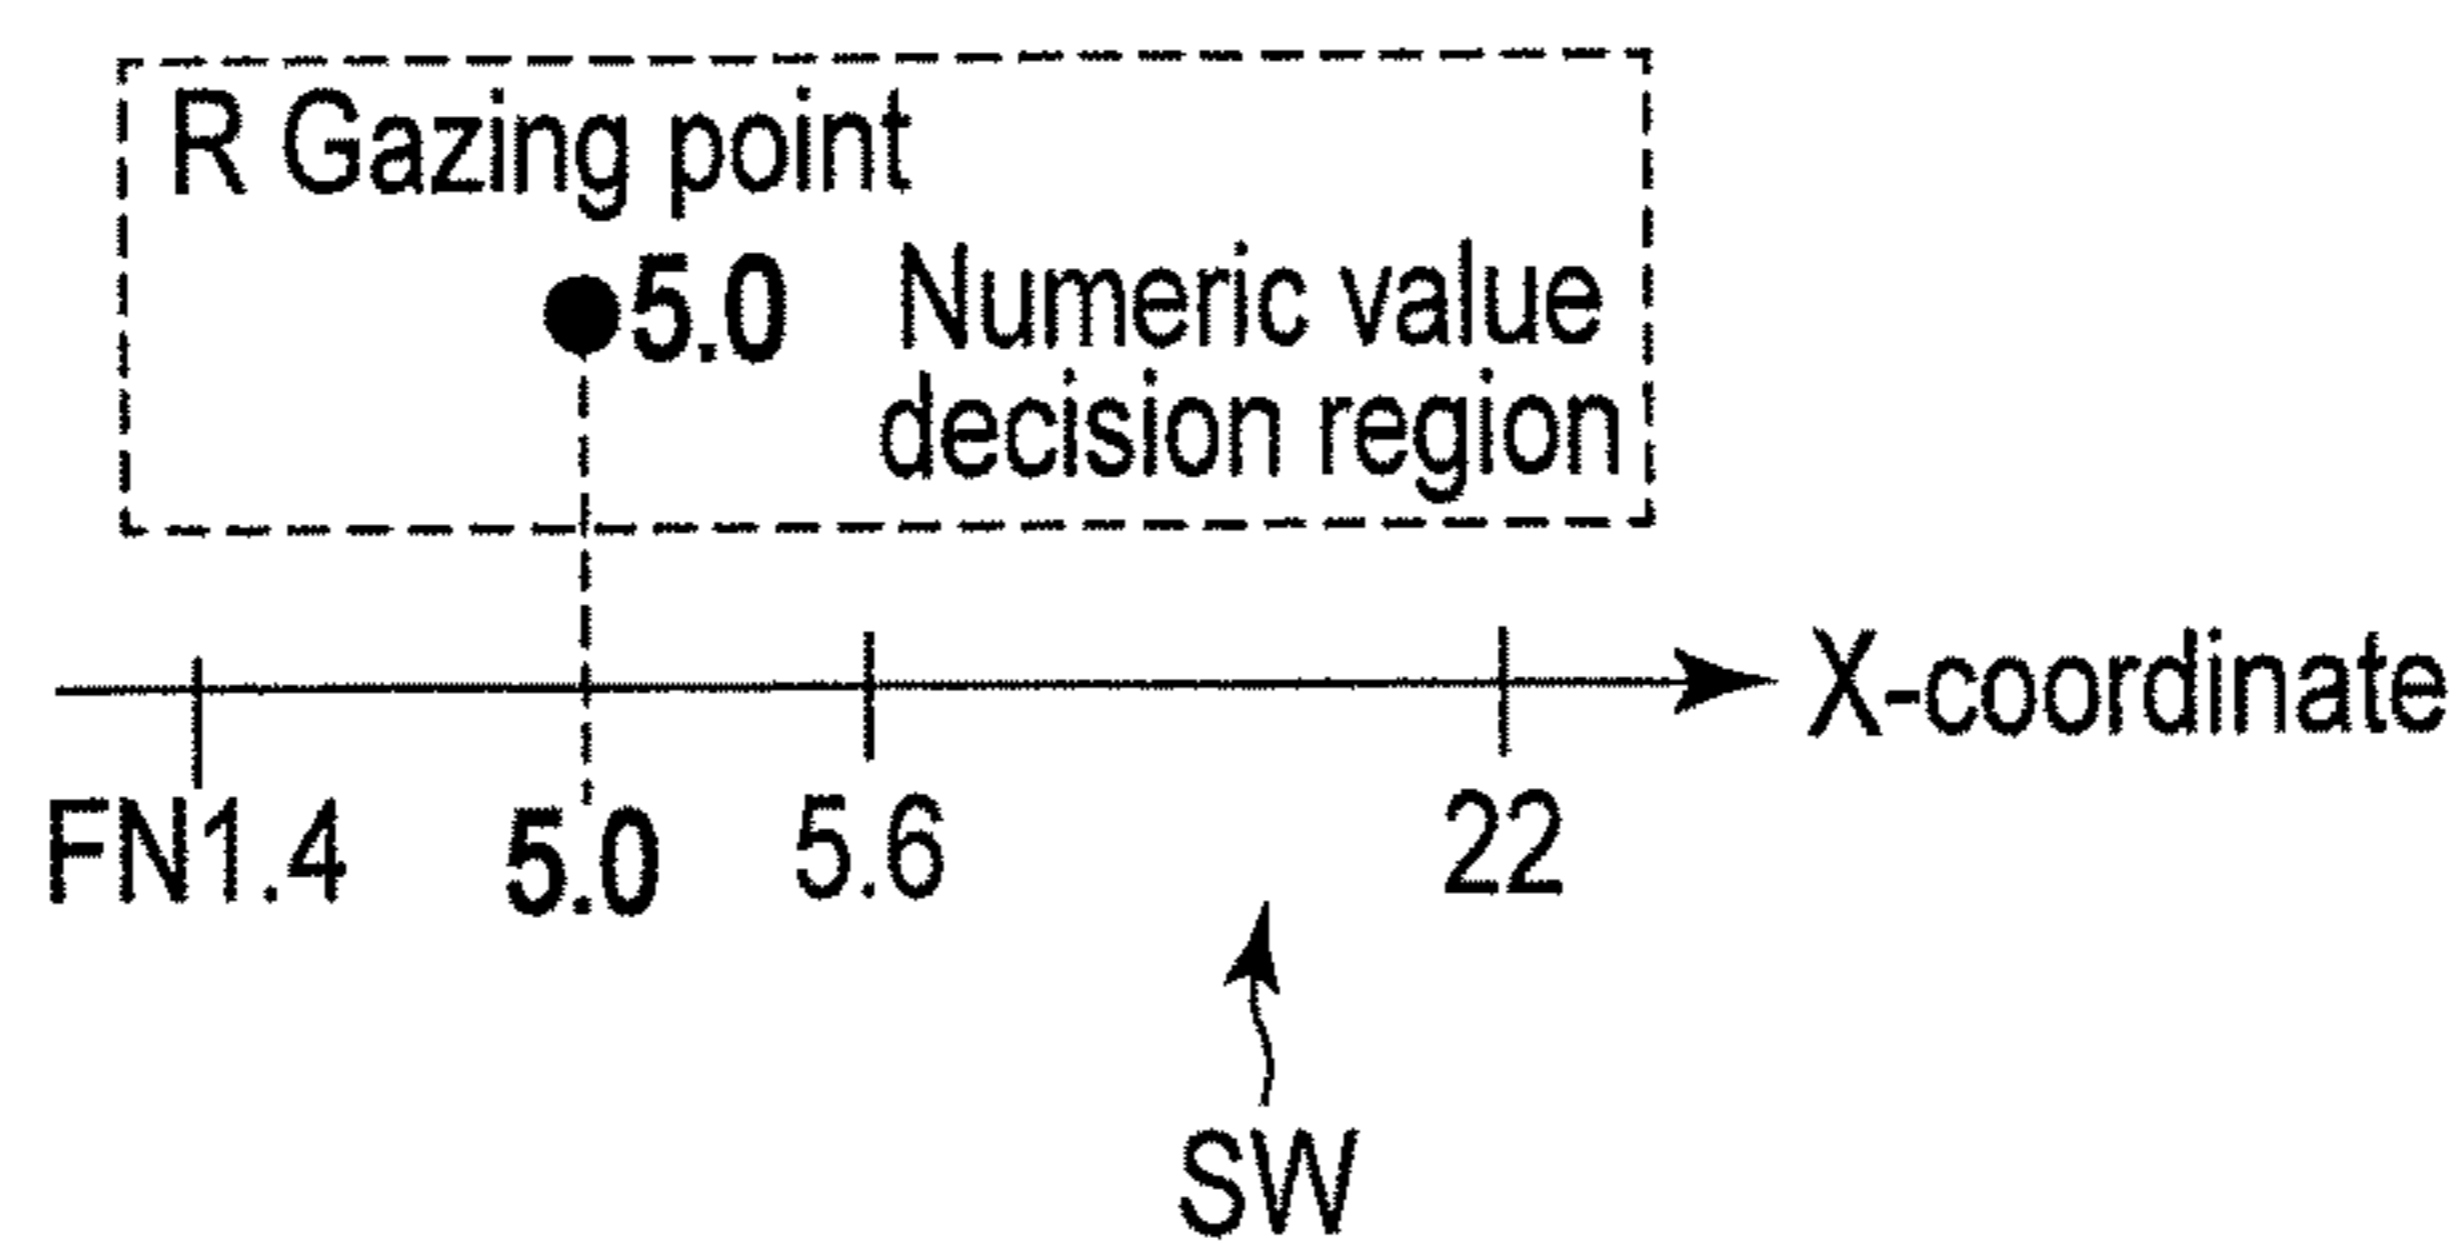 R Gazing point
5.0
Numeric value
decision region
X-coordinate
FN1.4 5.0 5.6 22
SW